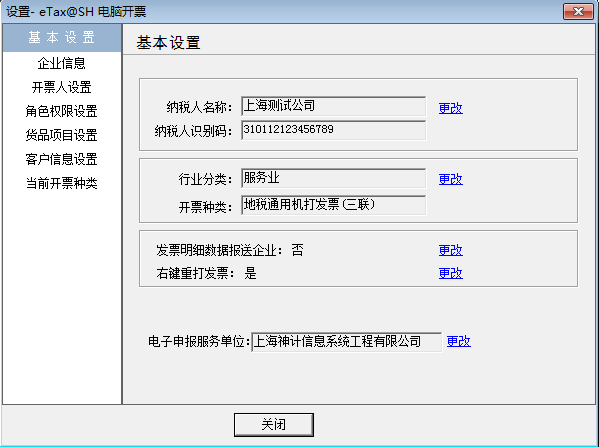 设置- eTax@SH 电脑开票
基本设置
企业信息
开票人设置
角色权限设置
货品项目设置
客户信息设置
当前开票种类
基本设置
纳税人名称: 上海测试公司 更改
纳税人识别码: 310112123456789
行业分类: 服务业 更改
开票种类: 地税通用机打发票(三联)
发票明细数据报送企业: 否 更改
右键重打发票: 是 更改
电子申报服务单位: 上海神计信息系统工程有限公司 更改
关闭